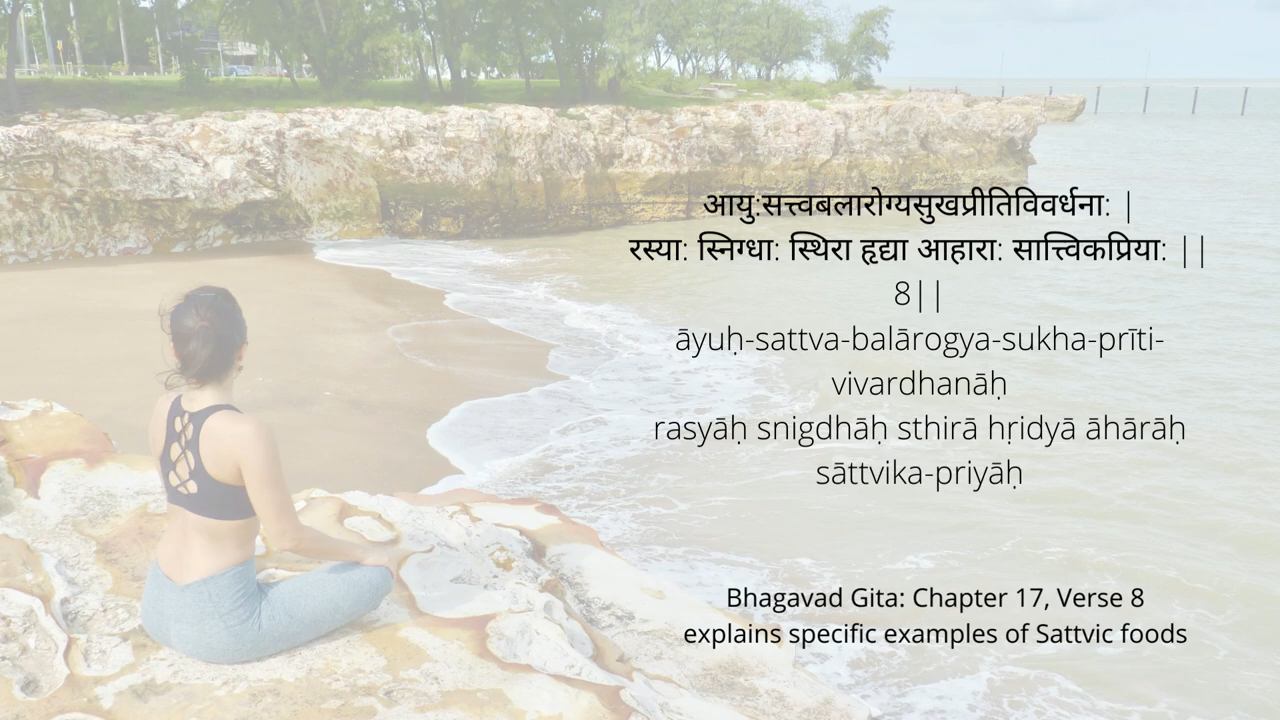 आयु:सत्त्वबलारोग्यसुखप्रीतिविवर्धना: |
रस्या: स्निग्धा: स्थिरा हृद्या आहारा: सात्त्विकप्रिया: ||
8||
āyuḥ-sattva-balārogya-sukha-prīti-
vivardhanāḥ
rasyāḥ snigdhāḥ sthirā hṛidyā āhārāḥ
sāttvika-priyāḥ
Bhagavad Gita: Chapter 17, Verse 8
explains specific examples of Sattvic foods